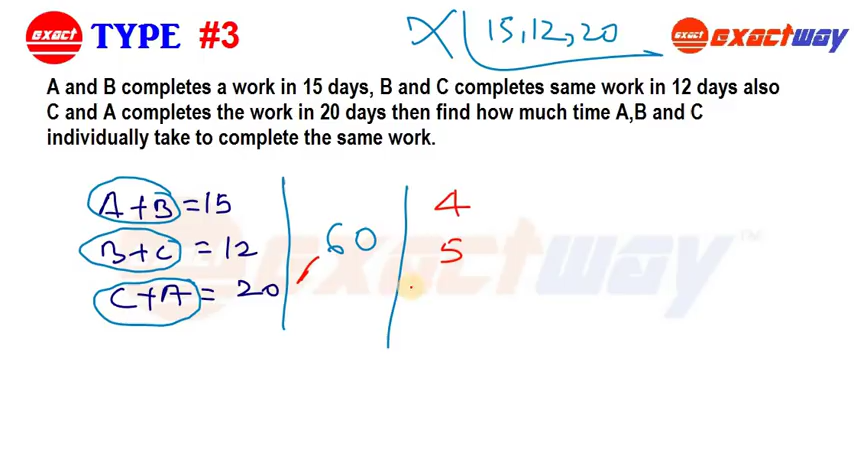 exact TYPE #3 15, 12, 20 exact exactway
A and B completes a work in 15 days, B and C completes same work in 12 days also
C and A completes the work in 20 days then find how much time A,B and C
individually take to complete the same work.
A+B =15 4
B+C = 12 60 5
C+A = 20
exactway TM